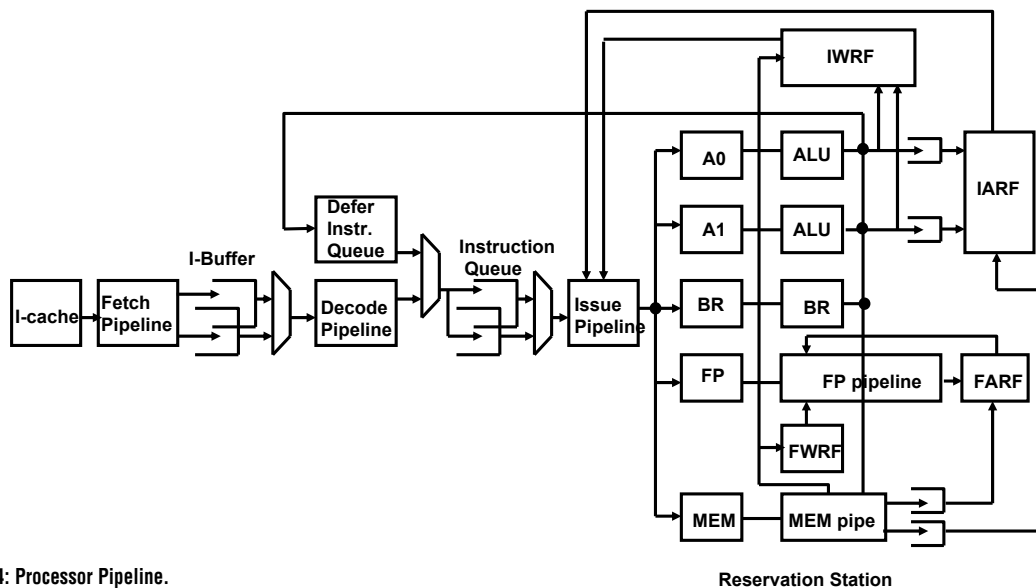 IWRF
A0
ALU
IARF
Defer
Instr.
Queue
A1
ALU
I-Buffer
Instruction
Queue
I-cache
Fetch
Pipeline
Decode
Pipeline
Issue
Pipeline
BR
BR
FP
FP pipeline
FARF
FWRF
MEM
MEM pipe
4: Processor Pipeline.
Reservation Station